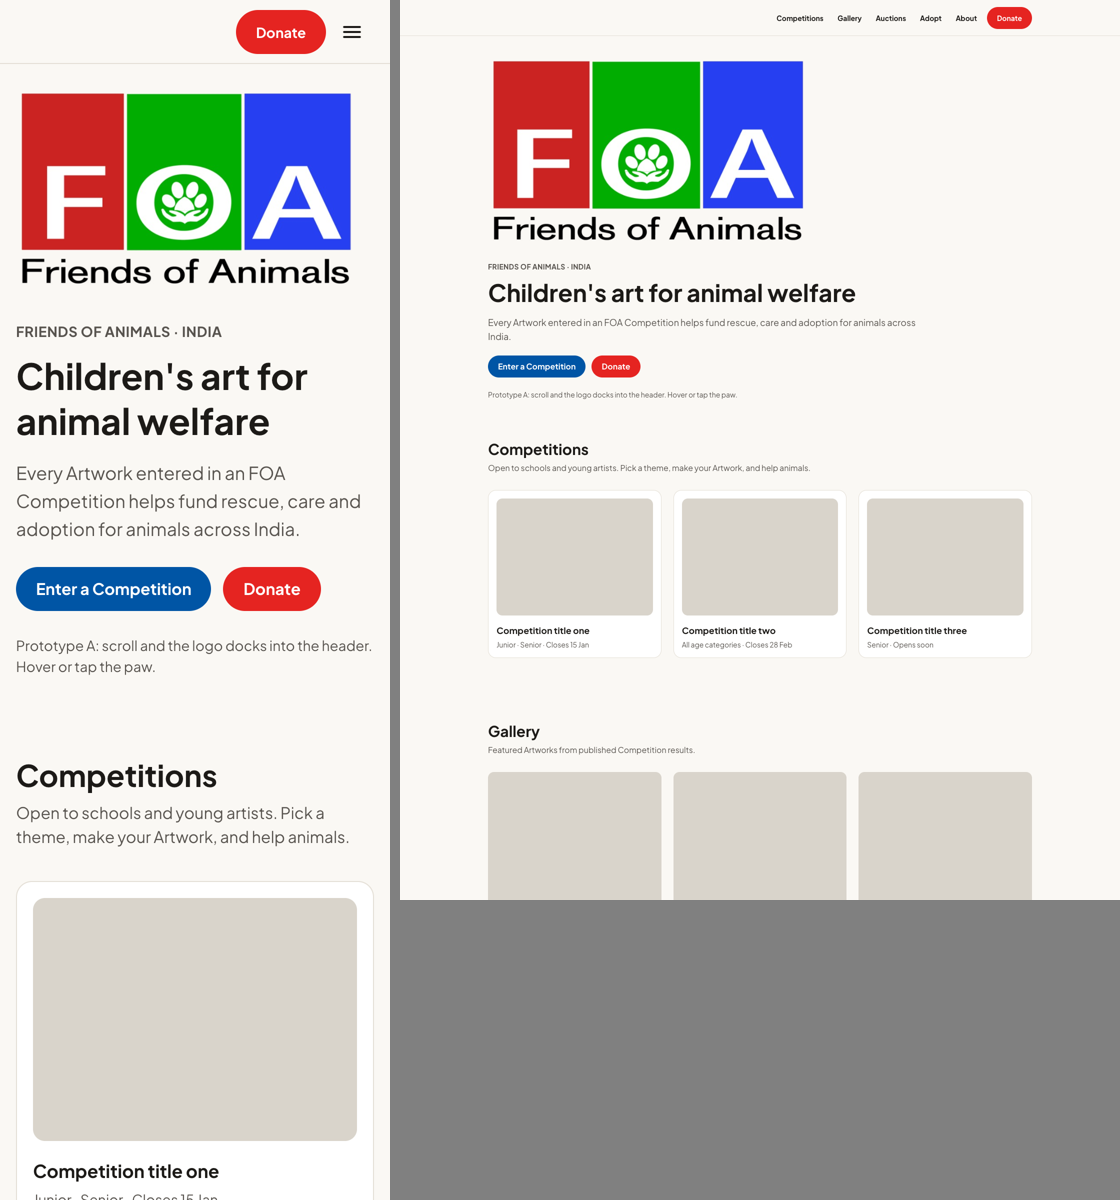 Donate
F O A
Friends of Animals
FRIENDS OF ANIMALS · INDIA
Children's art for
animal welfare
Every Artwork entered in an FOA
Competition helps fund rescue, care and
adoption for animals across India.
Enter a Competition
Donate
Prototype A: scroll and the logo docks into the header.
Hover or tap the paw.
Competitions
Open to schools and young artists. Pick a
theme, make your Artwork, and help animals.
Competition title one
Junior · Senior · Closes 15 Jan
Competitions Gallery Auctions Adopt About Donate
F O A
Friends of Animals
FRIENDS OF ANIMALS · INDIA
Children's art for animal welfare
Every Artwork entered in an FOA Competition helps fund rescue, care and adoption for animals across
India.
Enter a Competition Donate
Prototype A: scroll and the logo docks into the header. Hover or tap the paw.
Competitions
Open to schools and young artists. Pick a theme, make your Artwork, and help animals.
Competition title one
Junior · Senior · Closes 15 Jan
Competition title two
All age categories · Closes 28 Feb
Competition title three
Senior · Opens soon
Gallery
Featured Artworks from published Competition results.